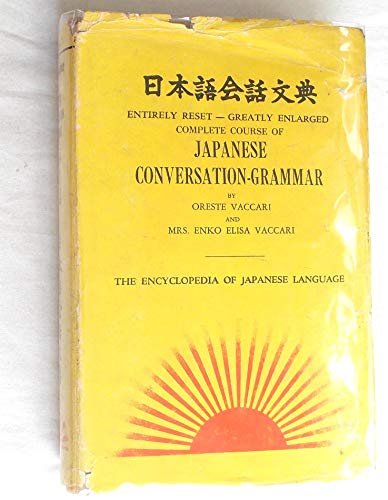 日本語会話文典
ENTIRELY RESET — GREATLY ENLARGED
COMPLETE COURSE OF
JAPANESE
CONVERSATION-GRAMMAR
BY
ORESTE VACCARI
AND
MRS. ENKO ELISA VACCARI
THE ENCYCLOPEDIA OF JAPANESE LANGUAGE